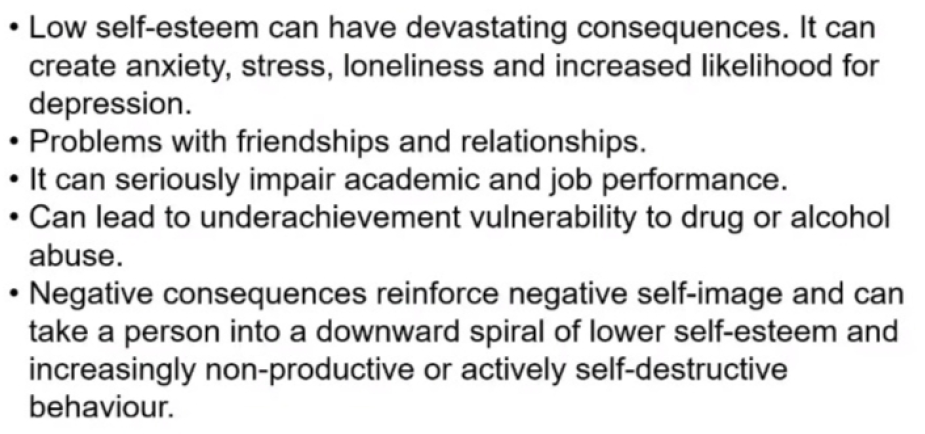 • Low self-esteem can have devastating consequences. It can
create anxiety, stress, loneliness and increased likelihood for
depression.
• Problems with friendships and relationships.
• It can seriously impair academic and job performance.
• Can lead to underachievement vulnerability to drug or alcohol
abuse.
• Negative consequences reinforce negative self-image and can
take a person into a downward spiral of lower self-esteem and
increasingly non-productive or actively self-destructive
behaviour.